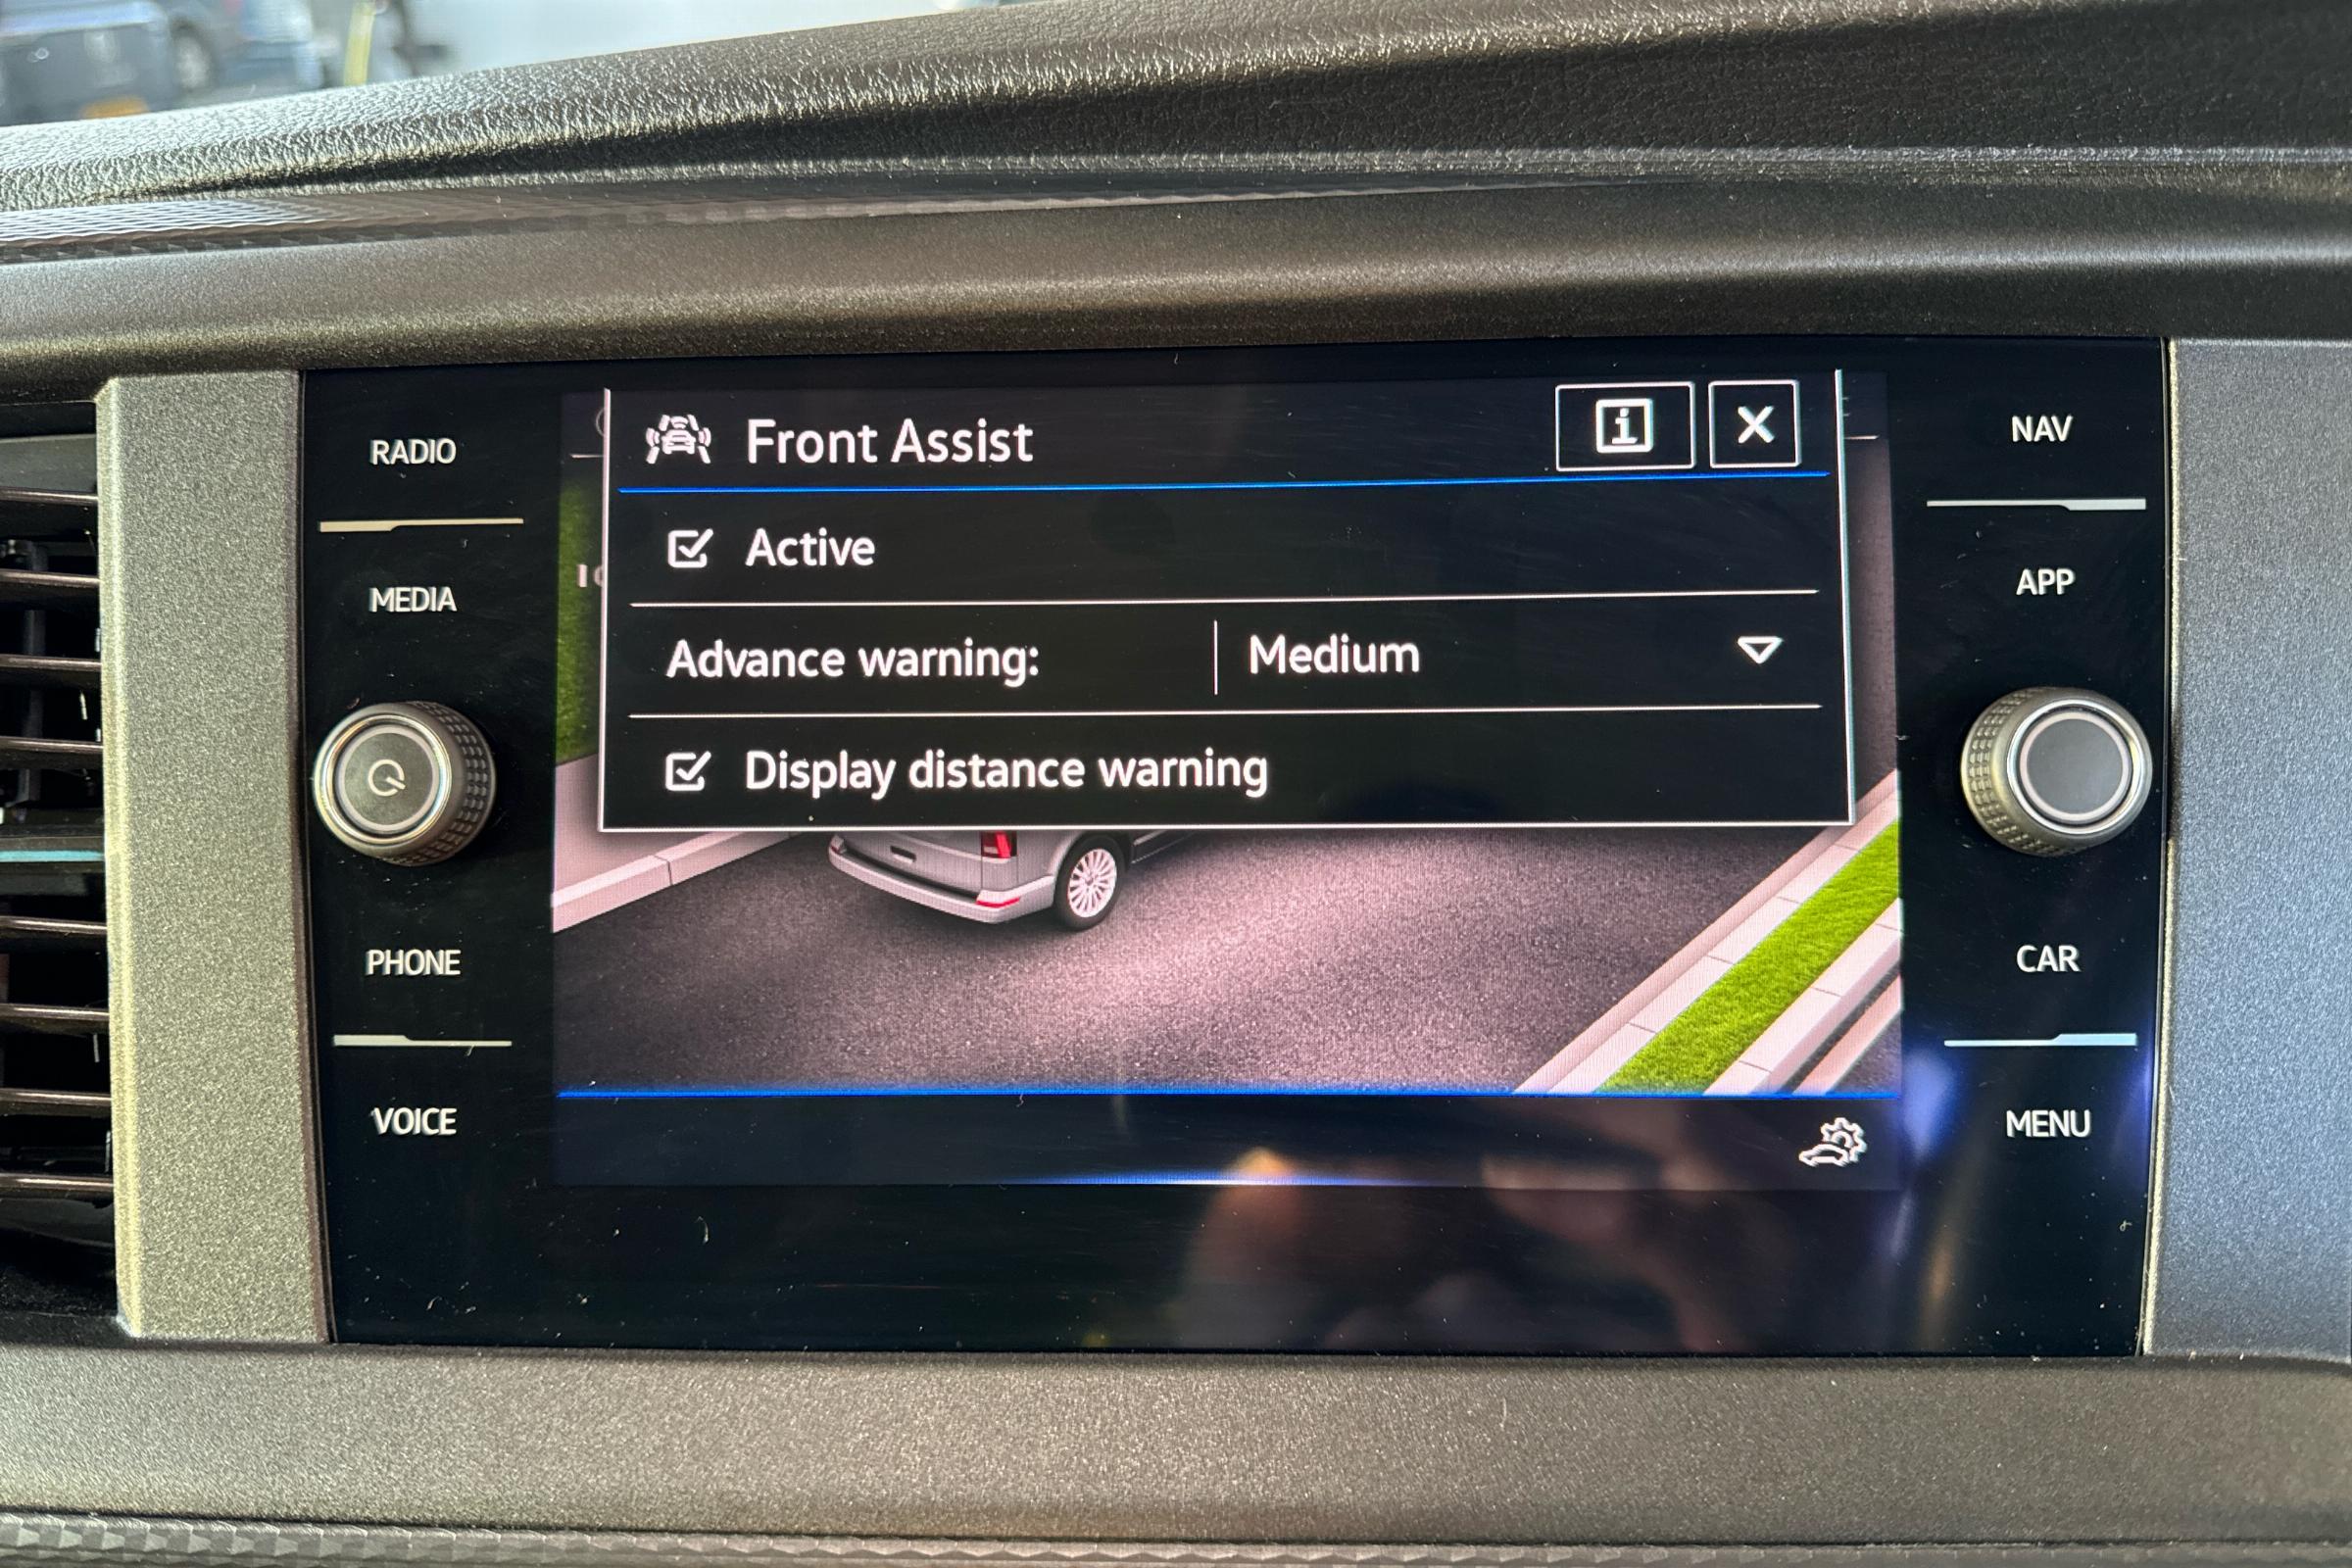 RADIO
MEDIA
PHONE
VOICE
Front Assist
Active
Advance warning: Medium
Display distance warning
NAV
APP
CAR
MENU